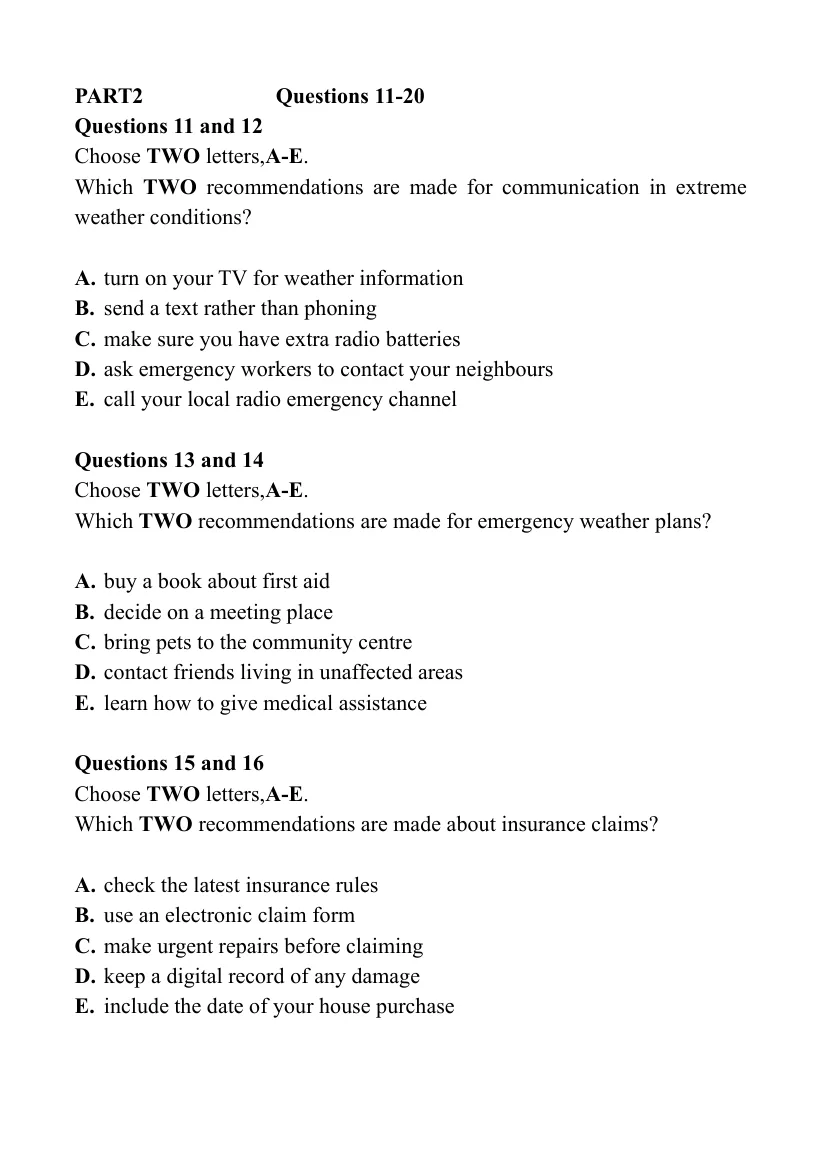 PART2 Questions 11-20
Questions 11 and 12
Choose TWO letters,A-E.
Which TWO recommendations are made for communication in extreme
weather conditions?
A. turn on your TV for weather information
B. send a text rather than phoning
C. make sure you have extra radio batteries
D. ask emergency workers to contact your neighbours
E. call your local radio emergency channel
Questions 13 and 14
Choose TWO letters,A-E.
Which TWO recommendations are made for emergency weather plans?
A. buy a book about first aid
B. decide on a meeting place
C. bring pets to the community centre
D. contact friends living in unaffected areas
E. learn how to give medical assistance
Questions 15 and 16
Choose TWO letters,A-E.
Which TWO recommendations are made about insurance claims?
A. check the latest insurance rules
B. use an electronic claim form
C. make urgent repairs before claiming
D. keep a digital record of any damage
E. include the date of your house purchase